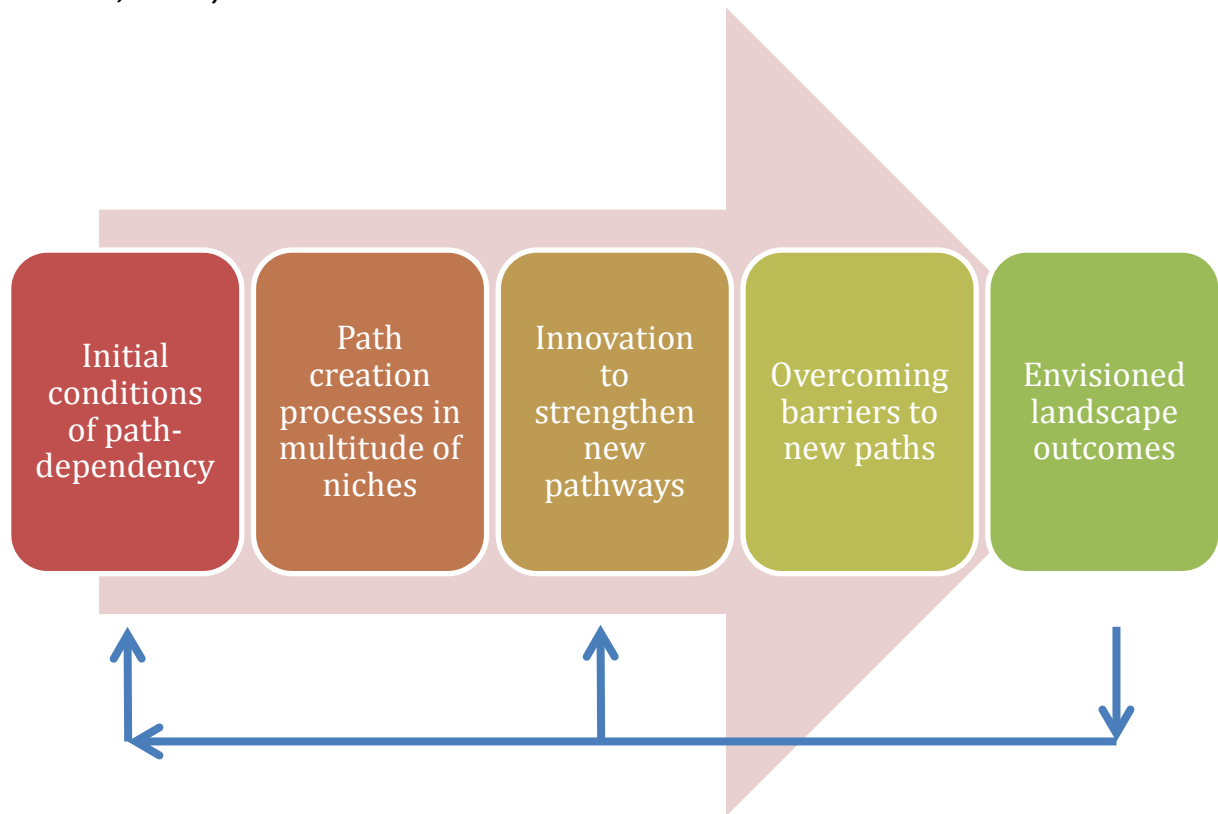 Initial
conditions
of path-
dependency
Path
creation
processes in
multitude of
niches
Innovation
to
strengthen
new
pathways
Overcoming
barriers to
new paths
Envisioned
landscape
outcomes